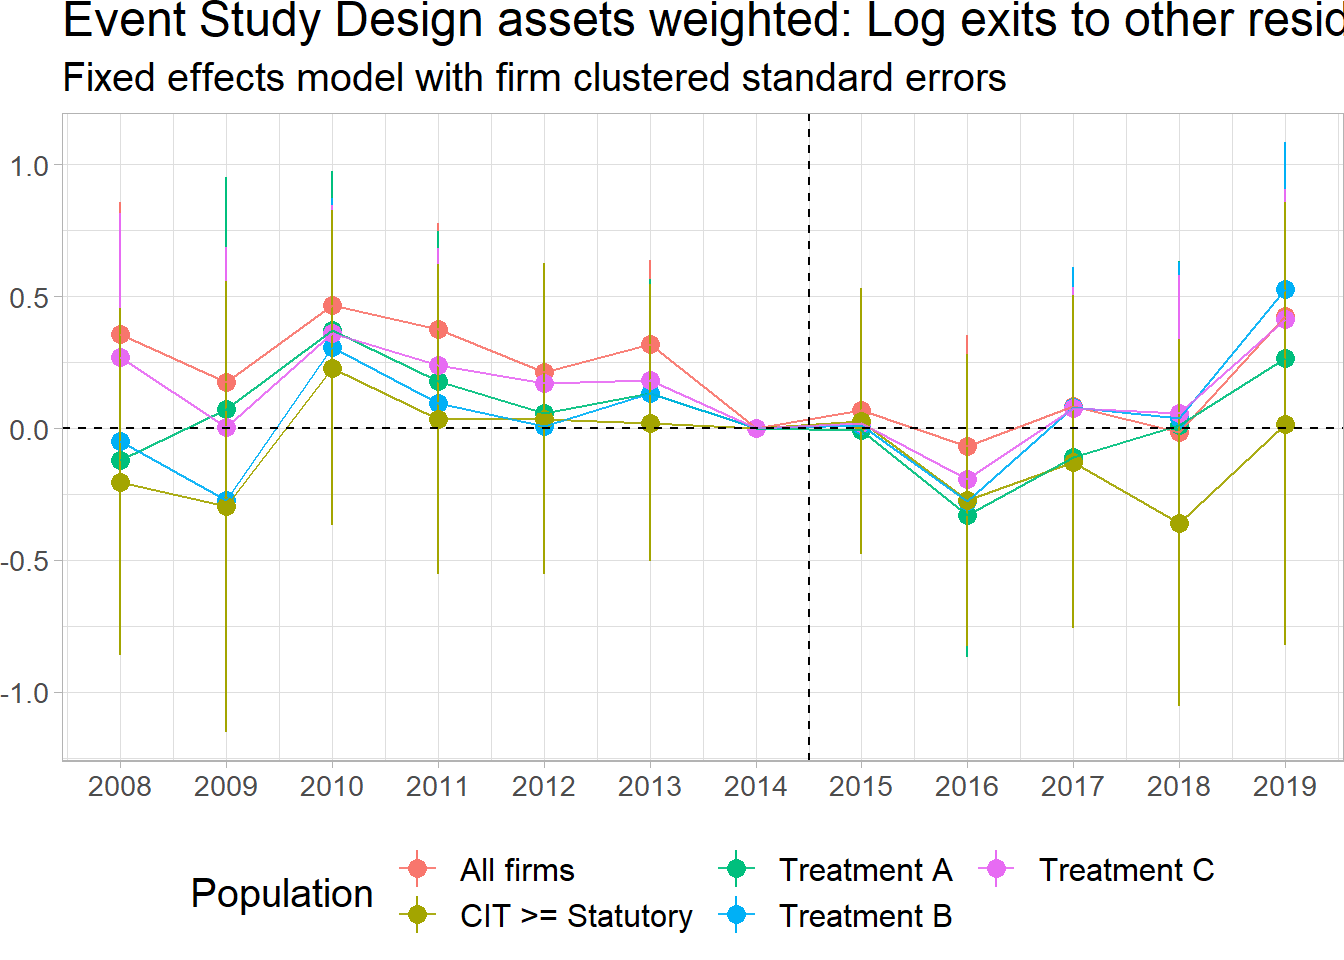 Event Study Design assets weighted: Log exits to other resid
Fixed effects model with firm clustered standard errors
1.0
0.5
0.0
-0.5
-1.0
2008 2009 2010 2011 2012 2013 2014 2015 2016 2017 2018 2019
Population
All firms Treatment A Treatment C
CIT >= Statutory Treatment B